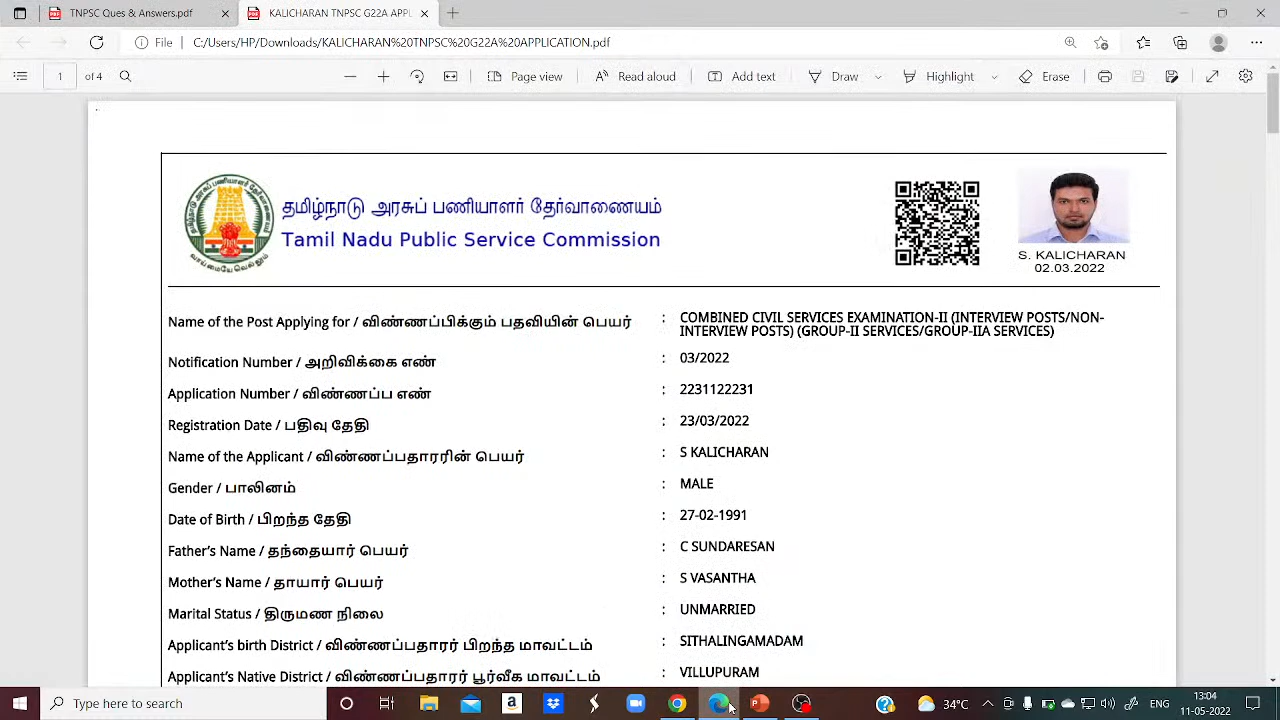 TNPSC Ques & Answers.pdf
TNPSC G22A APPL
File
C:/Users/HP/Downloads/KALICHARAN%20TNPSC%20G22A%20APPLICATION.pdf
1 of 4
Page view
Read aloud
Add text
Draw
Highlight
Erase
தமிழ்நாடு அரசுப் பணியாளர் தேர்வாணையம்
Tamil Nadu Public Service Commission
வாய்மையே வெல்லும்
S. KALICHARAN
02.03.2022
Name of the Post Applying for / விண்ணப்பிக்கும் பதவியின் பெயர் : COMBINED CIVIL SERVICES EXAMINATION-II (INTERVIEW POSTS/NON-
INTERVIEW POSTS) (GROUP-II SERVICES/GROUP-IIA SERVICES)
Notification Number / அறிவிக்கை எண் : 03/2022
Application Number / விண்ணப்ப எண் : 2231122231
Registration Date / பதிவு தேதி : 23/03/2022
Name of the Applicant / விண்ணப்பதாரரின் பெயர் : S KALICHARAN
Gender / பாலினம் : MALE
Date of Birth / பிறந்த தேதி : 27-02-1991
Father's Name / தந்தையார் பெயர் : C SUNDARESAN
Mother's Name / தாயார் பெயர் : S VASANTHA
Marital Status / திருமண நிலை : UNMARRIED
Applicant's birth District / விண்ணப்பதாரர் பிறந்த மாவட்டம் : SITHALINGAMADAM
Applicant's Native District / விண்ணப்பதாரர் பூர்வீக மாவட்டம் : VILLUPURAM
Type here to search
34°C
ENG
13:04
11-05-2022